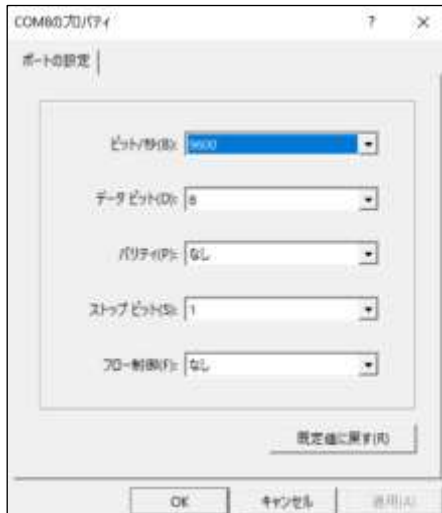 COM8のプロパティ
? ×
ポートの設定
ビット/秒(B): 9600
データ ビット(D): 8
パリティ(P): なし
ストップ ビット(S): 1
フロー制御(F): なし
既定値に戻す(R)
OK キャンセル 適用(A)